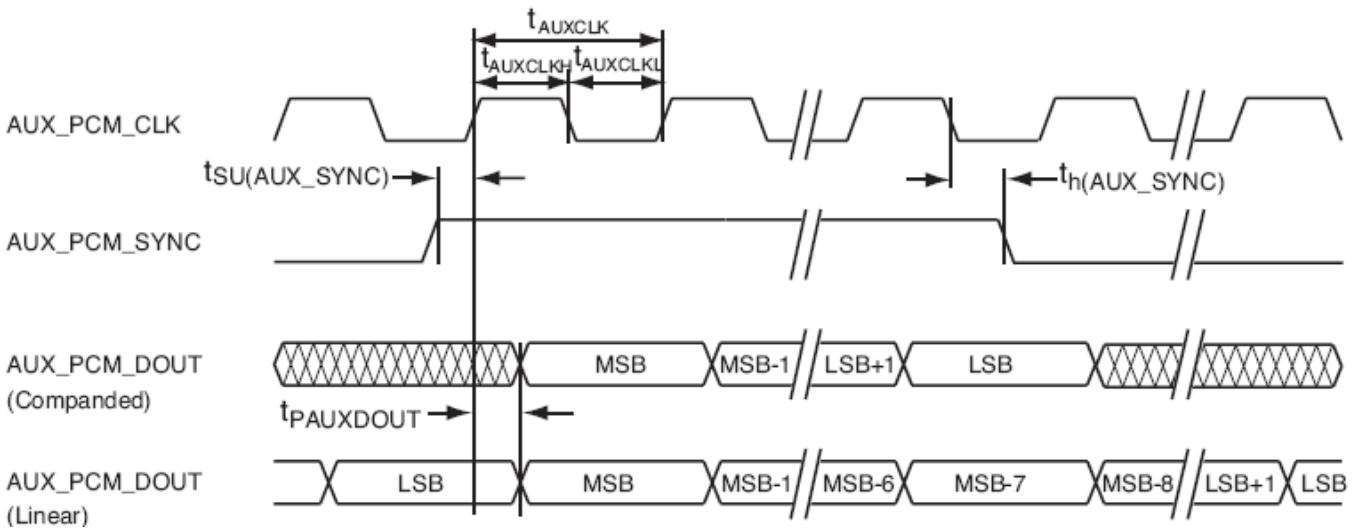 tAUXCLK
tAUXCLKH tAUXCLKL
AUX_PCM_CLK
tSU(AUX_SYNC)
th(AUX_SYNC)
AUX_PCM_SYNC
AUX_PCM_DOUT
(Companded)
MSB MSB-1 LSB+1 LSB
tPAUXDOUT
AUX_PCM_DOUT
(Linear)
LSB MSB MSB-1 MSB-6 MSB-7 MSB-8 LSB+1 LSB